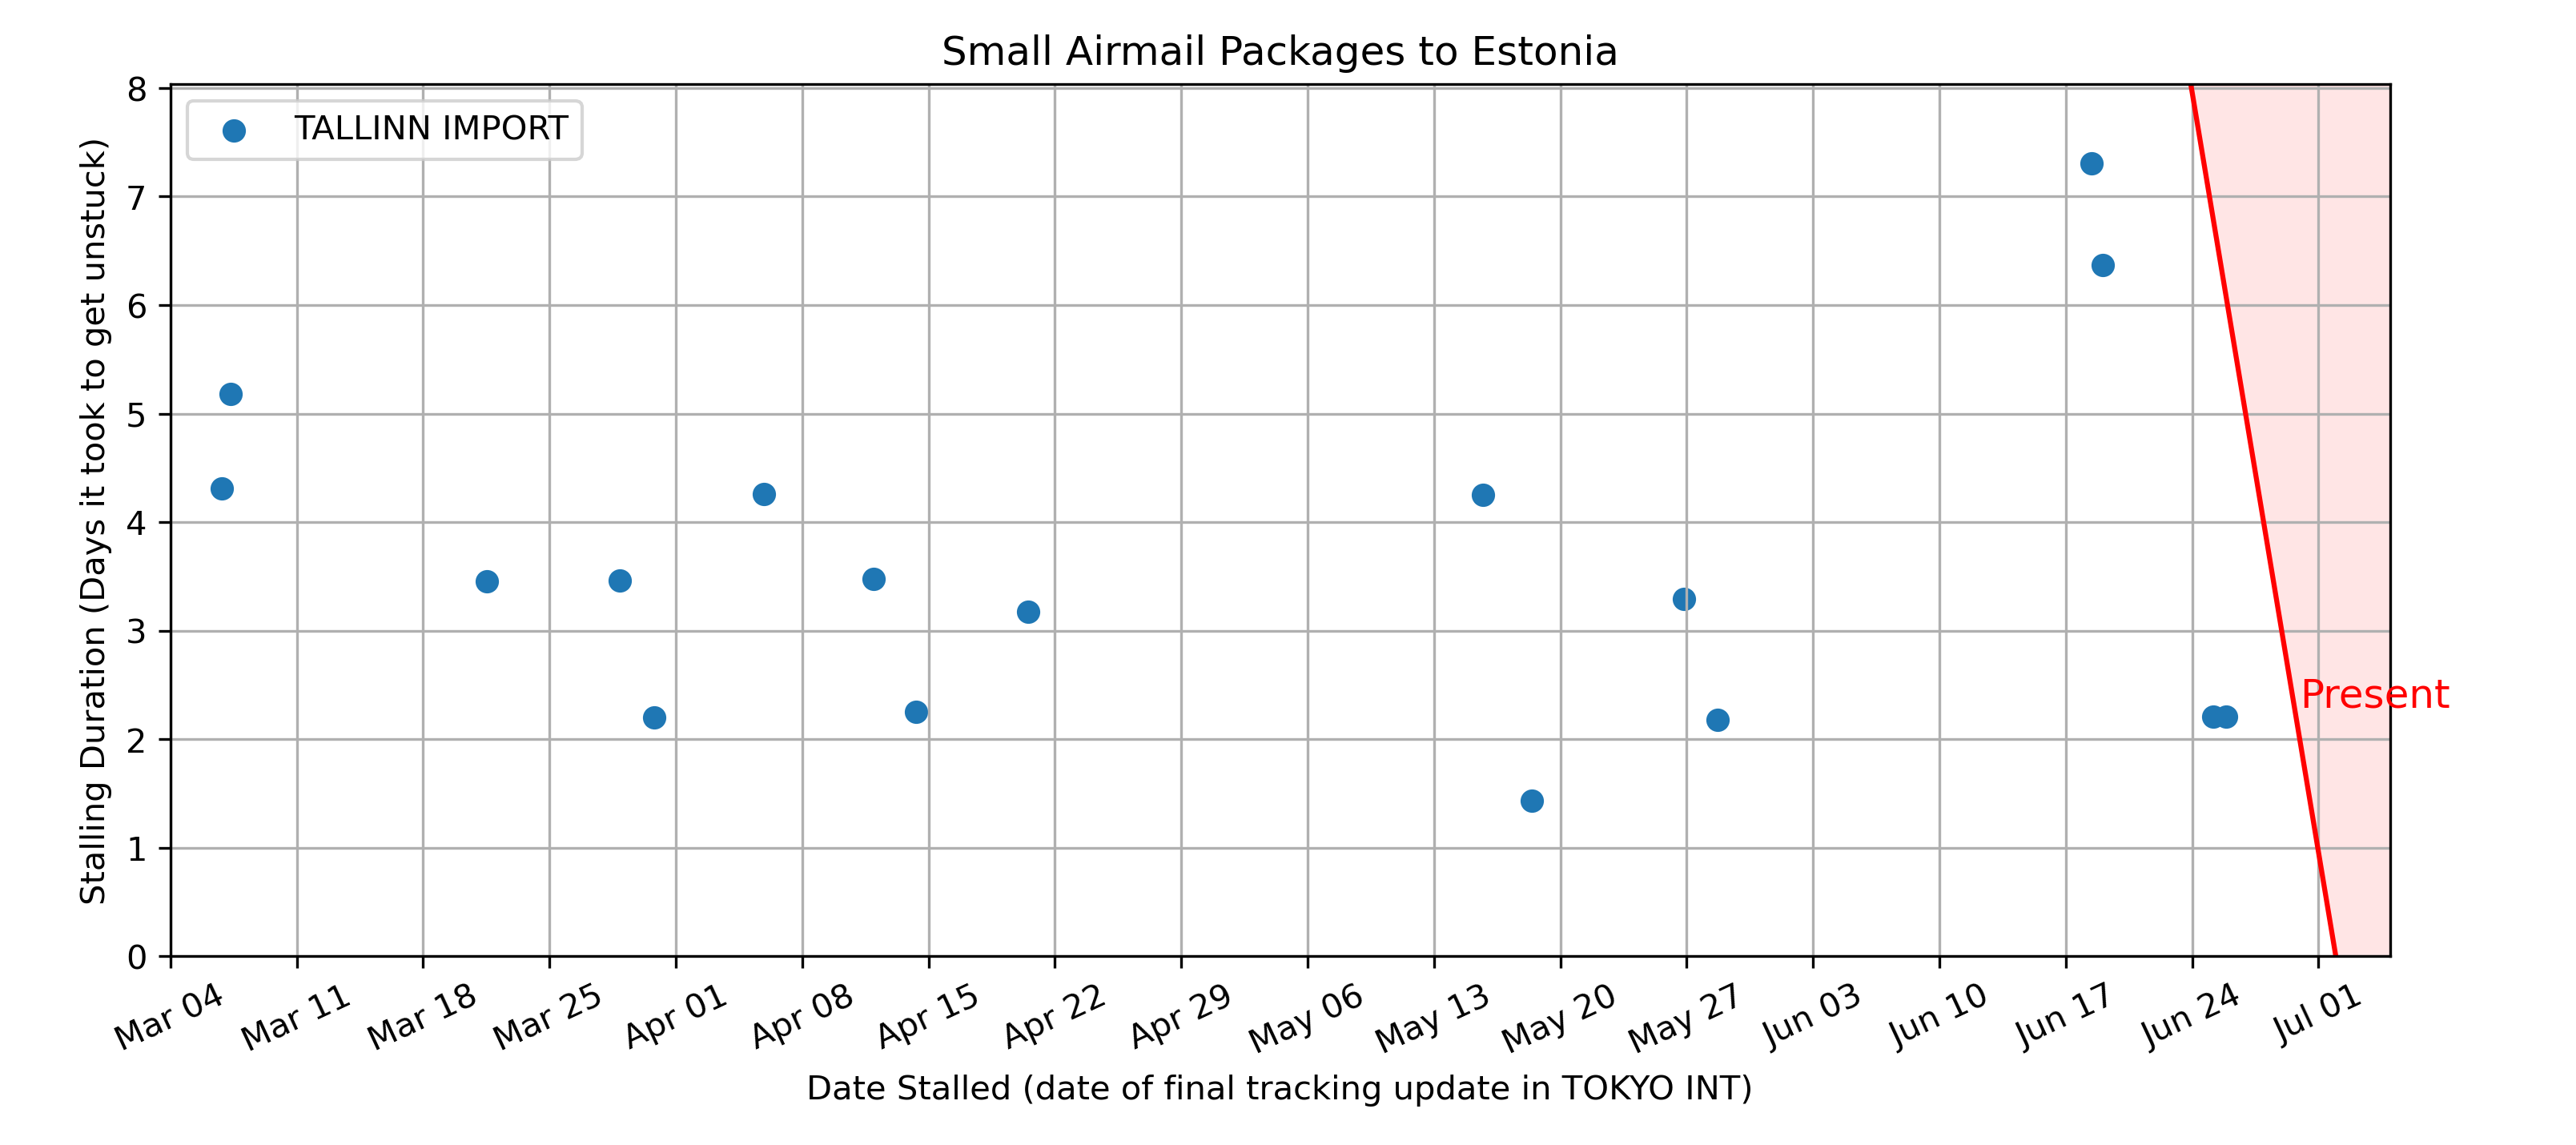 Small Airmail Packages to Estonia
TALLINN IMPORT
Stalling Duration (Days it took to get unstuck)
8
7
6
5
4
3
2
1
0
Present
Mar 04 Mar 11 Mar 18 Mar 25 Apr 01 Apr 08 Apr 15 Apr 22 Apr 29 May 06 May 13 May 20 May 27 Jun 03 Jun 10 Jun 17 Jun 24 Jul 01
Date Stalled (date of final tracking update in TOKYO INT)